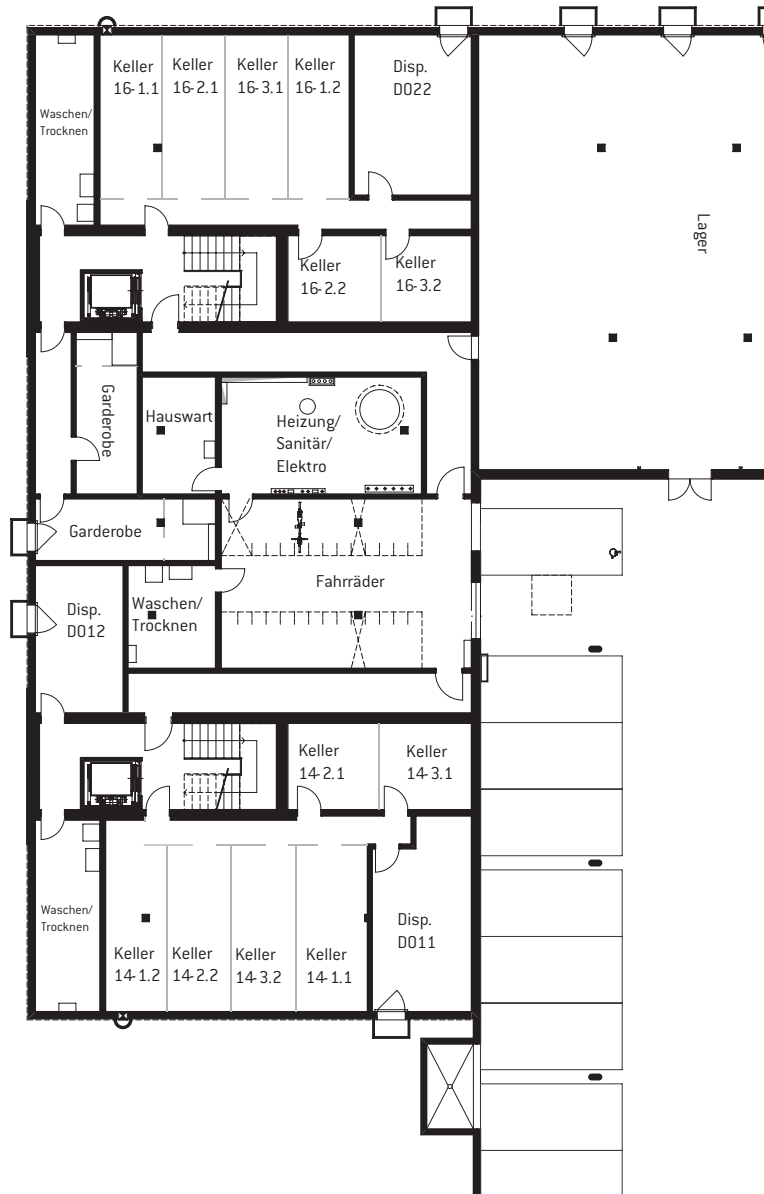 Keller
16-1.1
Keller
16-2.1
Keller
16-3.1
Keller
16-1.2
Disp.
D022
Waschen/
Trocknen
Lager
Keller
16-2.2
Keller
16-3.2
Garderobe
Hauswart
Heizung/
Sanitär/
Elektro
Garderobe
Fahrräder
Waschen/
Trocknen
Disp.
D012
Keller
14-2.1
Keller
14-3.1
Waschen/
Trocknen
Keller
14-1.2
Keller
14-2.2
Keller
14-3.2
Keller
14-1.1
Disp.
D011